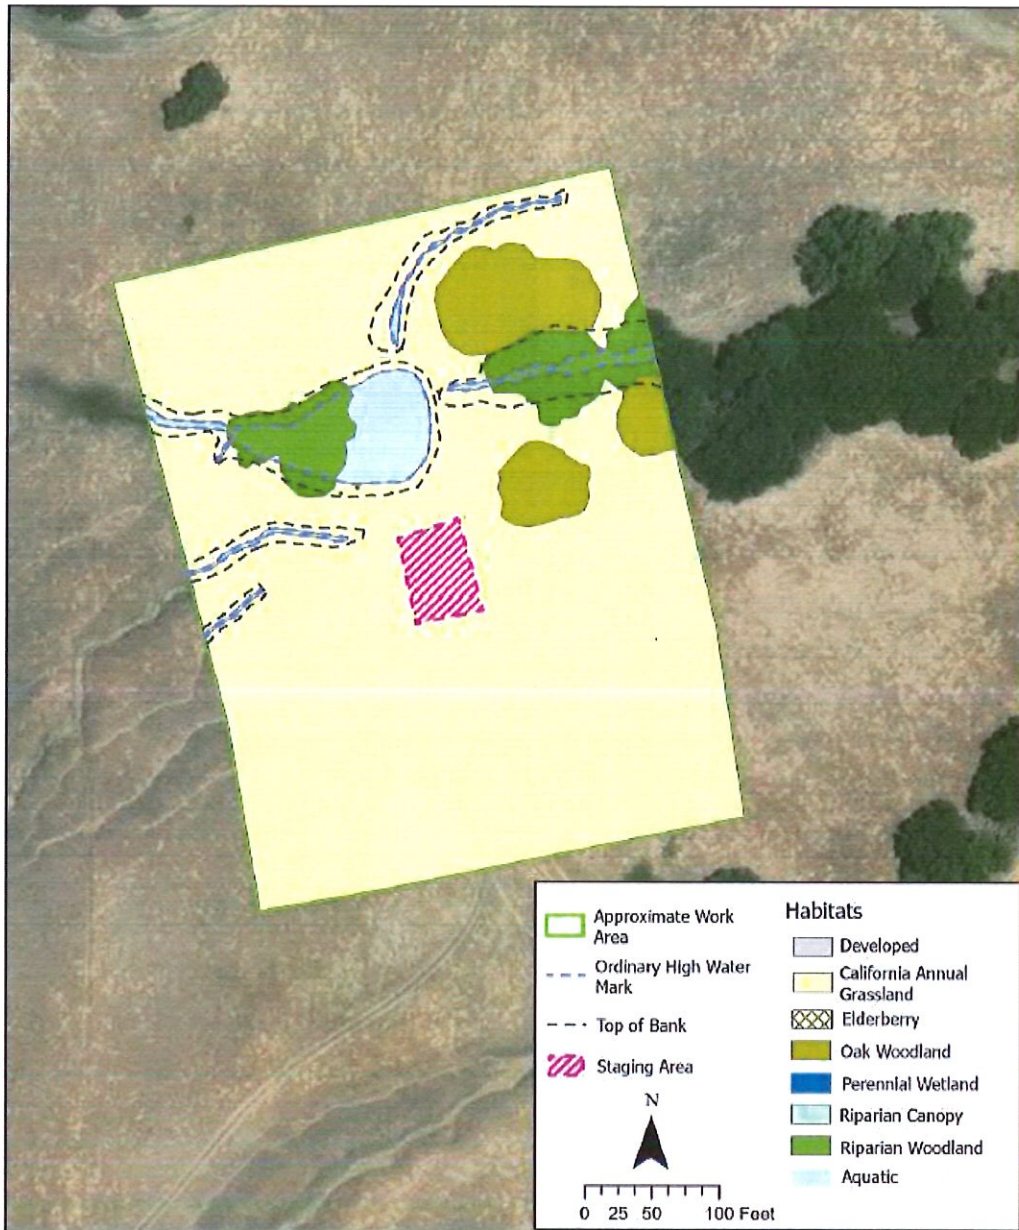 Approximate Work
Area
Ordinary High Water
Mark
Top of Bank
Staging Area
N
0 25 50 100 Feet
Habitats
Developed
California Annual
Grassland
Elderberry
Oak Woodland
Perennial Wetland
Riparian Canopy
Riparian Woodland
Aquatic